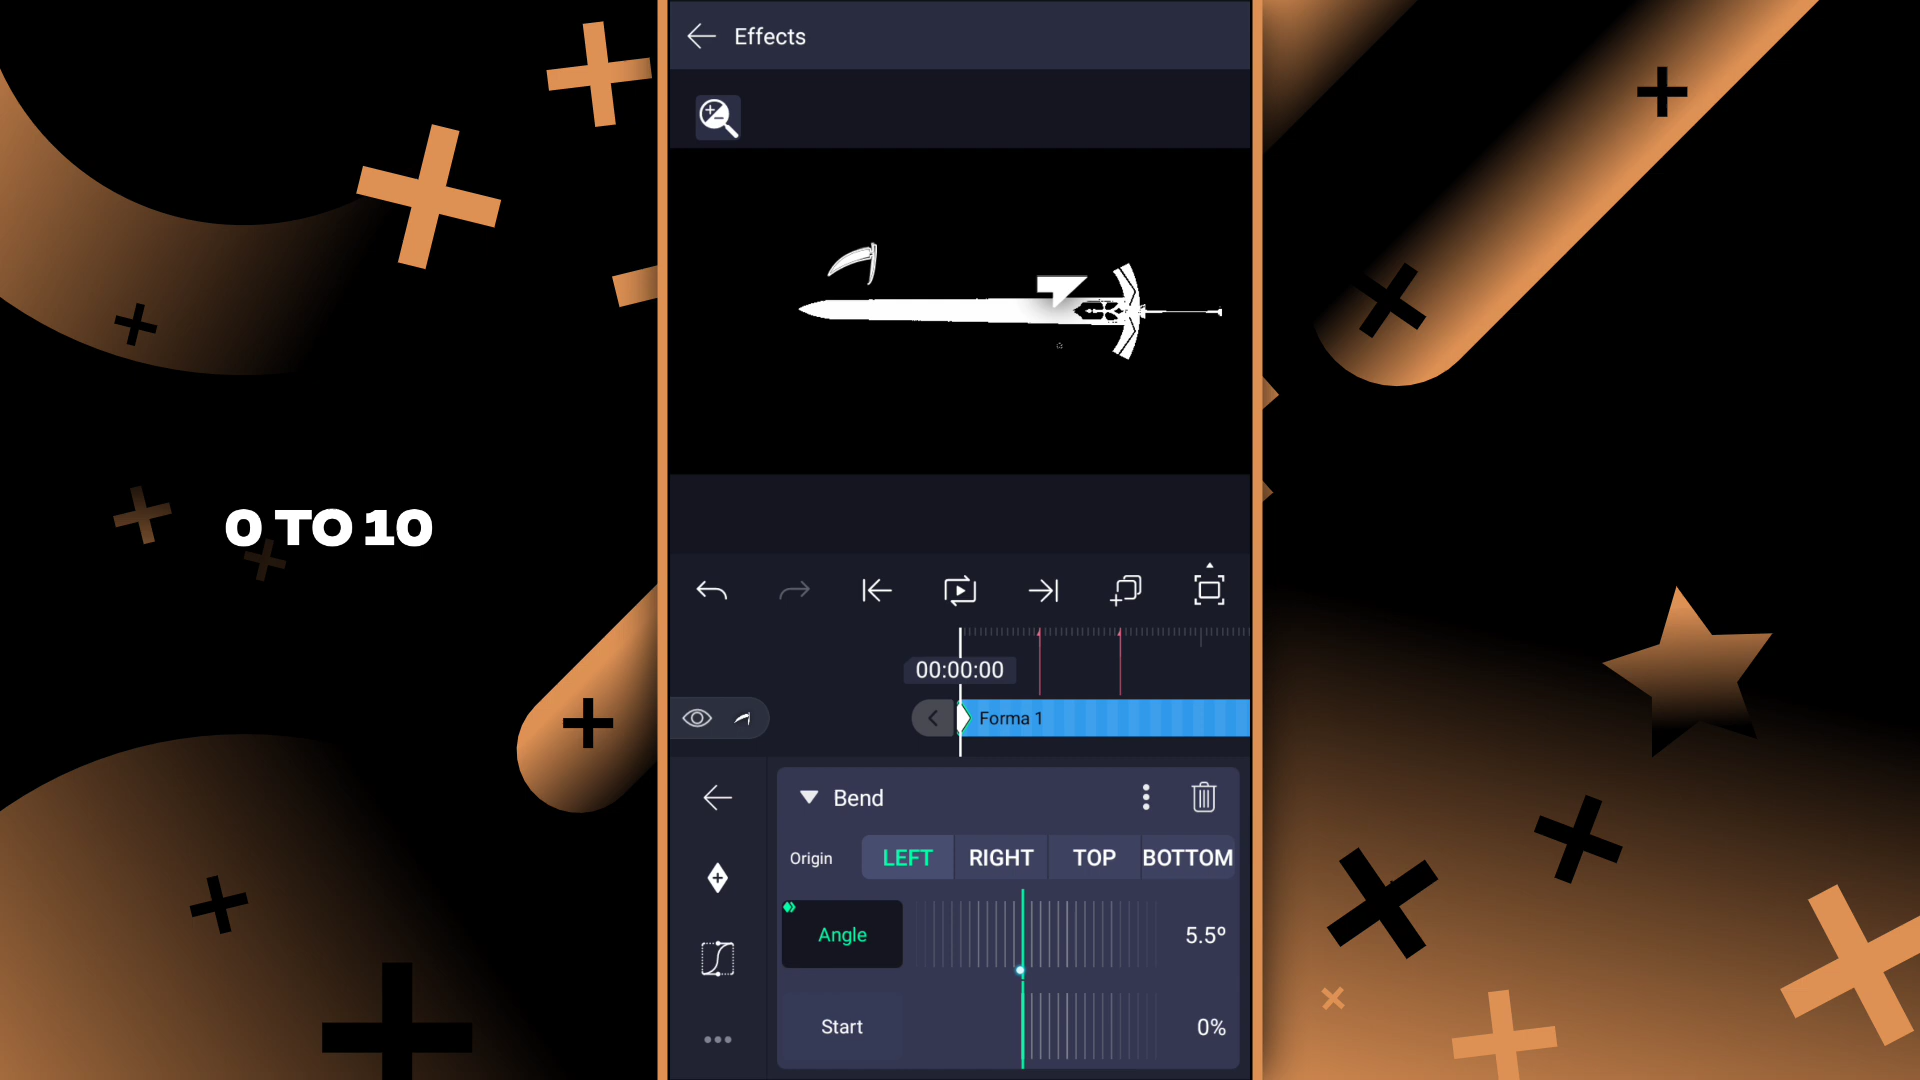 Effects
0 TO 10
00:00:00
Forma 1
Bend
Origin LEFT RIGHT TOP BOTTOM
Angle 5.5º
Start 0%